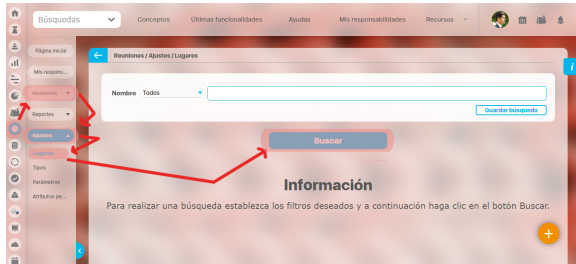 Búsquedas
Conceptos Últimas funcionalidades Ayudas Mis responsabilidades Recursos
Página inicial
Mis respons...
Reuniones
Reportes
Ajustes
Lugares
Tipos
Parámetros
Atributos pe...
Reuniones / Ajustes / Lugares
Nombre Todos
Guardar búsqueda
Buscar
Información
Para realizar una búsqueda establezca los filtros deseados y a continuación haga clic en el botón Buscar.
i
+